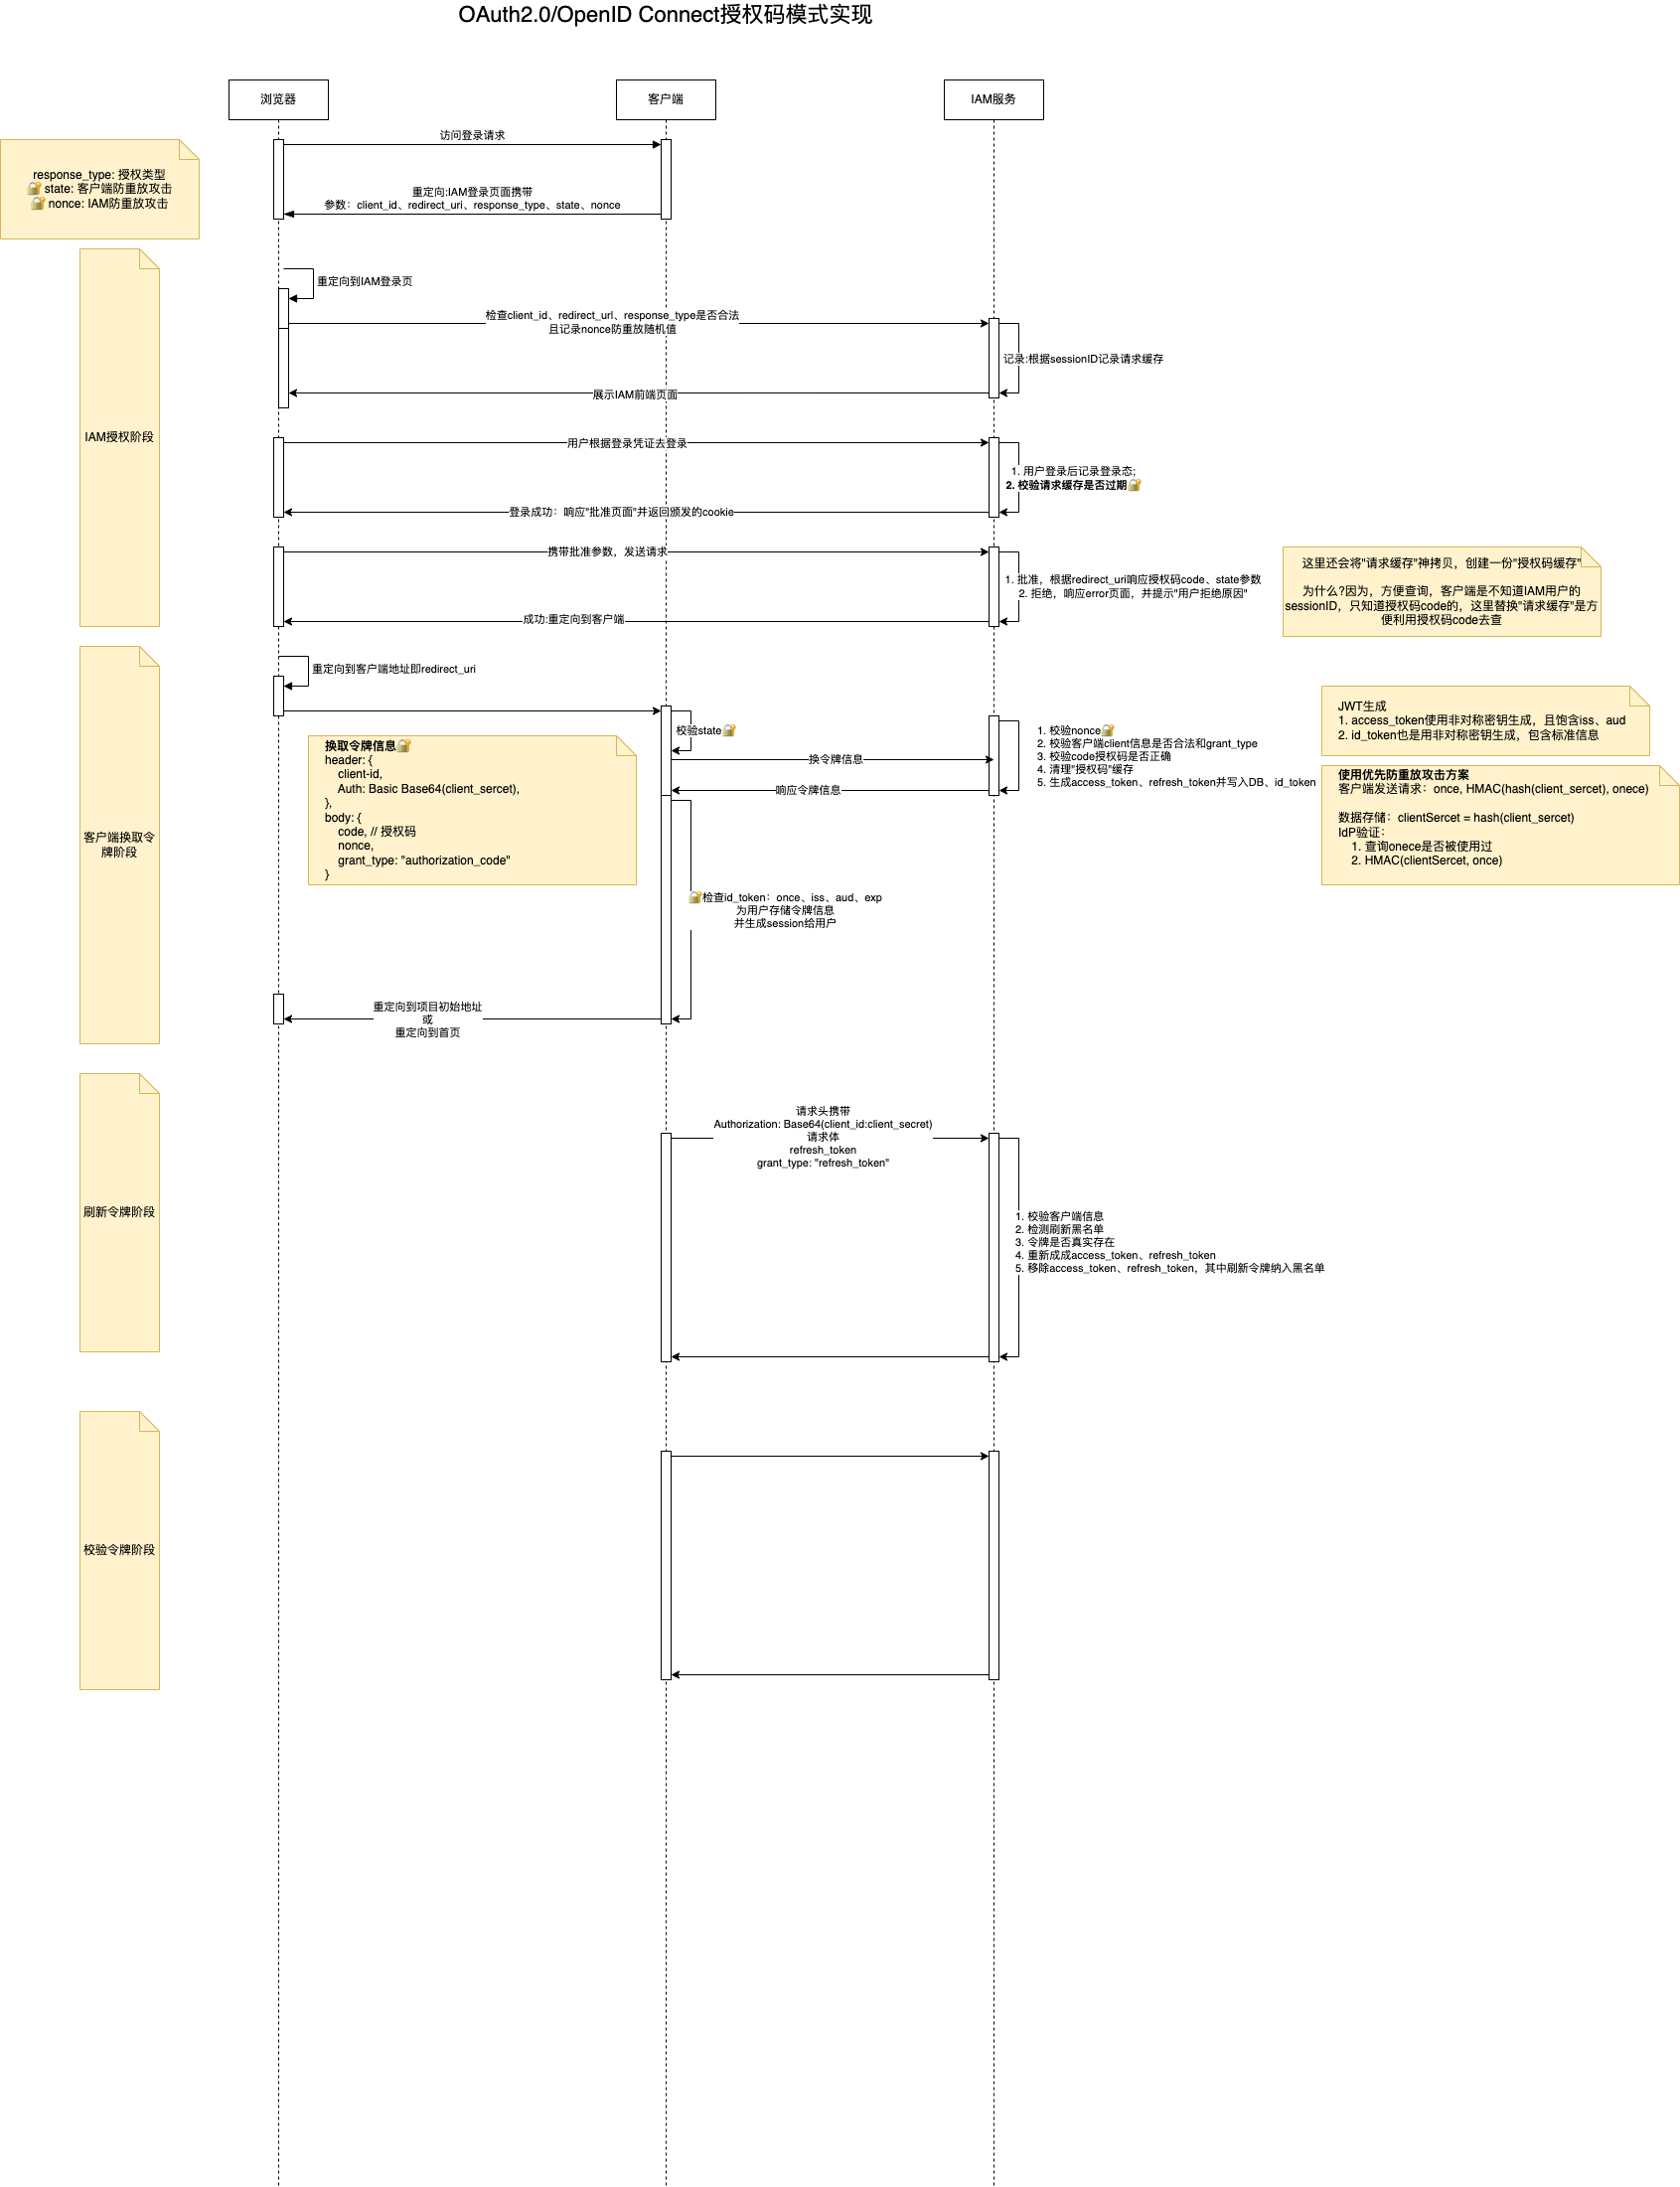 OAuth2.0/OpenID Connect授权码模式实现
浏览器
客户端
IAM服务
访问登录请求
response_type: 授权类型
🔐 state: 客户端防重放攻击
🔐 nonce: IAM防重放攻击
重定向:IAM登录页面携带
参数：client_id、redirect_uri、response_type、state、nonce
IAM授权阶段
重定向到IAM登录页
检查client_id、redirect_url、response_type是否合法
且记录nonce防重放随机值
记录:根据sessionID记录请求缓存
展示IAM前端页面
用户根据登录凭证去登录
1. 用户登录后记录登录态;
2. 校验请求缓存是否过期🔐
登录成功：响应"批准页面"并返回颁发的cookie
携带批准参数，发送请求
1. 批准，根据redirect_uri响应授权码code、state参数
2. 拒绝，响应error页面，并提示"用户拒绝原因"
成功:重定向到客户端
这里还会将"请求缓存"神拷贝，创建一份"授权码缓存"
为什么?因为，方便查询，客户端是不知道IAM用户的
sessionID，只知道授权码code的，这里替换"请求缓存"是方
便利用授权码code去查
客户端换取令
牌阶段
重定向到客户端地址即redirect_uri
校验state🔐
换取令牌信息🔐
header: {
client-id,
Auth: Basic Base64(client_sercet),
},
body: {
code, // 授权码
nonce,
grant_type: "authorization_code"
}
换令牌信息
响应令牌信息
1. 校验nonce🔐
2. 校验客户端client信息是否合法和grant_type
3. 校验code授权码是否正确
4. 清理"授权码"缓存
5. 生成access_token、refresh_token并写入DB、id_token
JWT生成
1. access_token使用非对称密钥生成，且饱含iss、aud
2. id_token也是用非对称密钥生成，包含标准信息
使用优先防重放攻击方案
客户端发送请求：once, HMAC(hash(client_sercet), onece)
数据存储：clientSercet = hash(client_sercet)
IdP验证：
1. 查询onece是否被使用过
2. HMAC(clientSercet, once)
🔐检查id_token：once、iss、aud、exp
为用户存储令牌信息
并生成session给用户
重定向到项目初始地址
或
重定向到首页
刷新令牌阶段
请求头携带
Authorization: Base64(client_id:client_secret)
请求体
refresh_token
grant_type: "refresh_token"
1. 校验客户端信息
2. 检测刷新黑名单
3. 令牌是否真实存在
4. 重新成成access_token、refresh_token
5. 移除access_token、refresh_token，其中刷新令牌纳入黑名单
校验令牌阶段